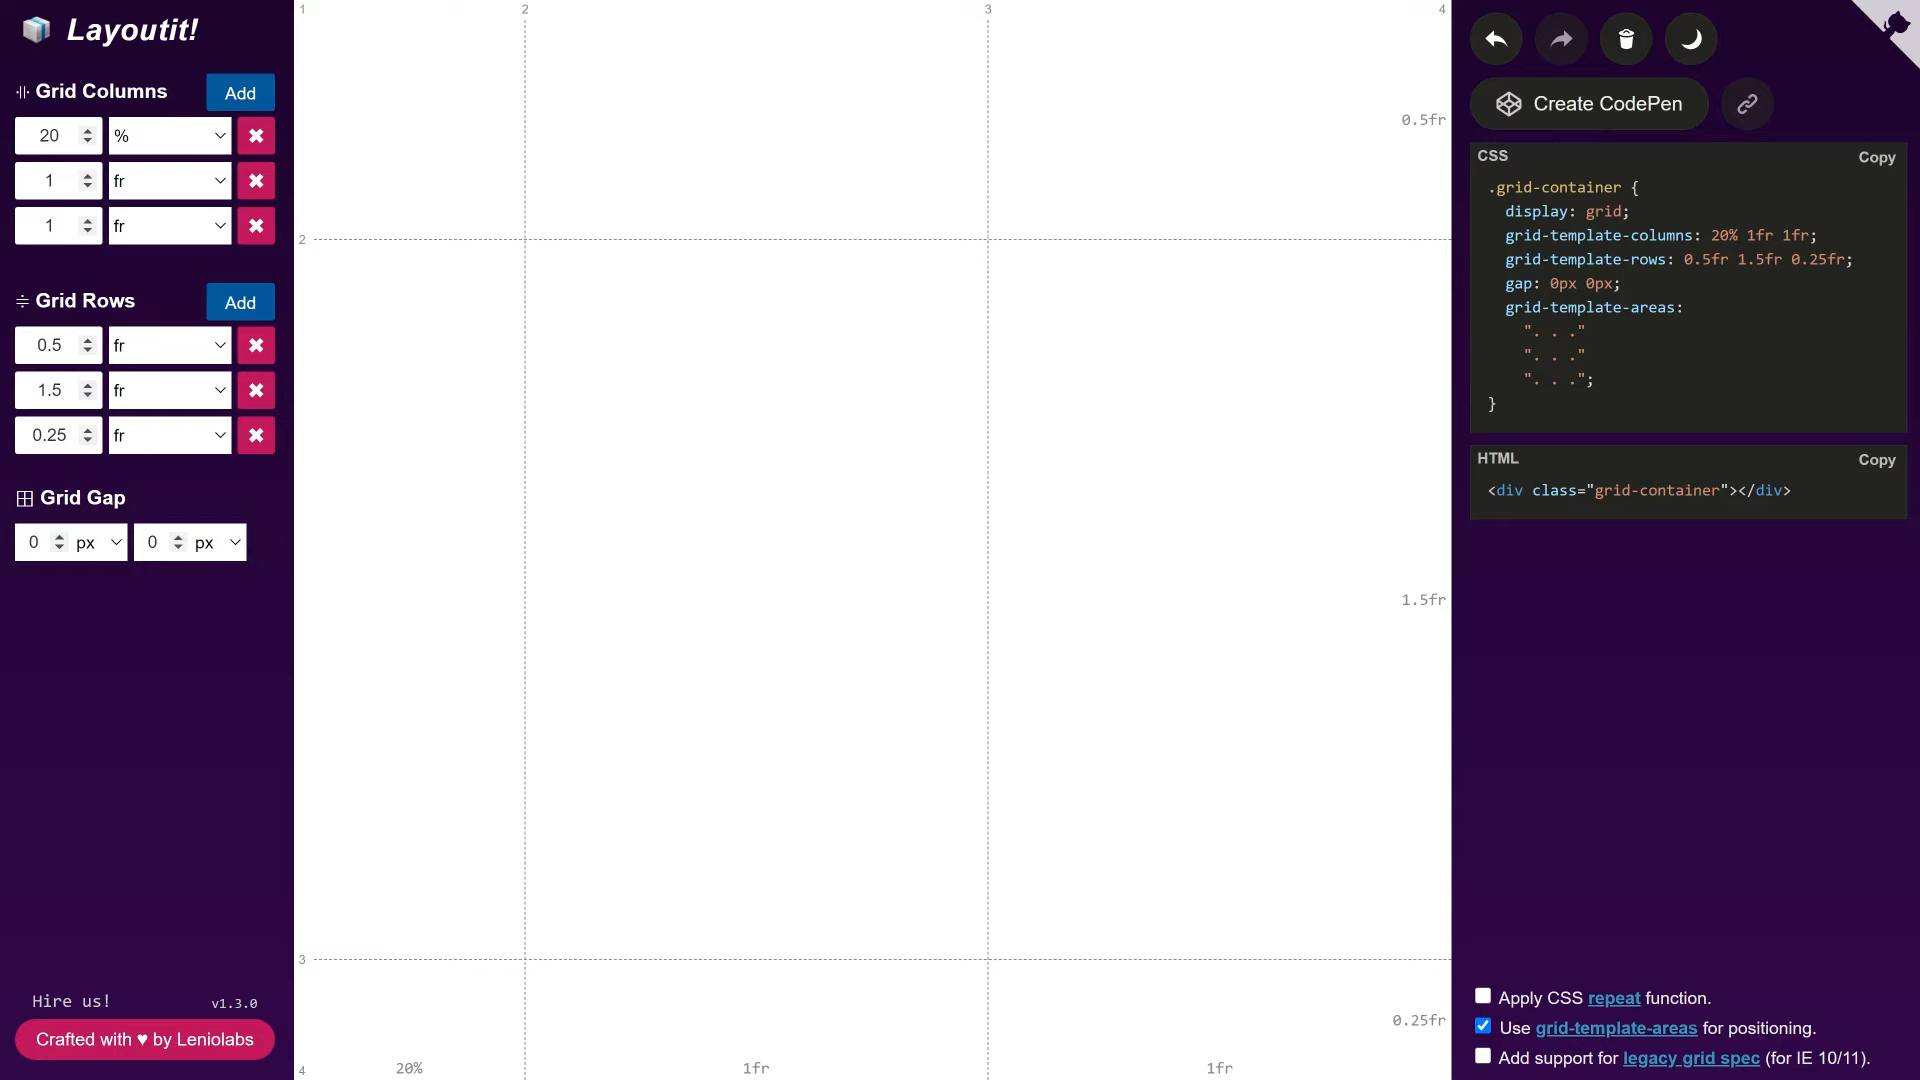 Layoutit!
Grid Columns
Add
20 %
1 fr
1 fr
Grid Rows
Add
0.5 fr
1.5 fr
0.25 fr
Grid Gap
0 px 0 px
Hire us! v1.3.0
Crafted with ♥ by Leniolabs
1 2 3 4
0.5fr
2
1.5fr
3
0.25fr
4 20% 1fr 1fr
Create CodePen
CSS Copy
.grid-container {
display: grid;
grid-template-columns: 20% 1fr 1fr;
grid-template-rows: 0.5fr 1.5fr 0.25fr;
gap: 0px 0px;
grid-template-areas:
". . ."
". . ."
". . .";
}
HTML Copy
<div class="grid-container"></div>
Apply CSS repeat function.
Use grid-template-areas for positioning.
Add support for legacy grid spec (for IE 10/11).